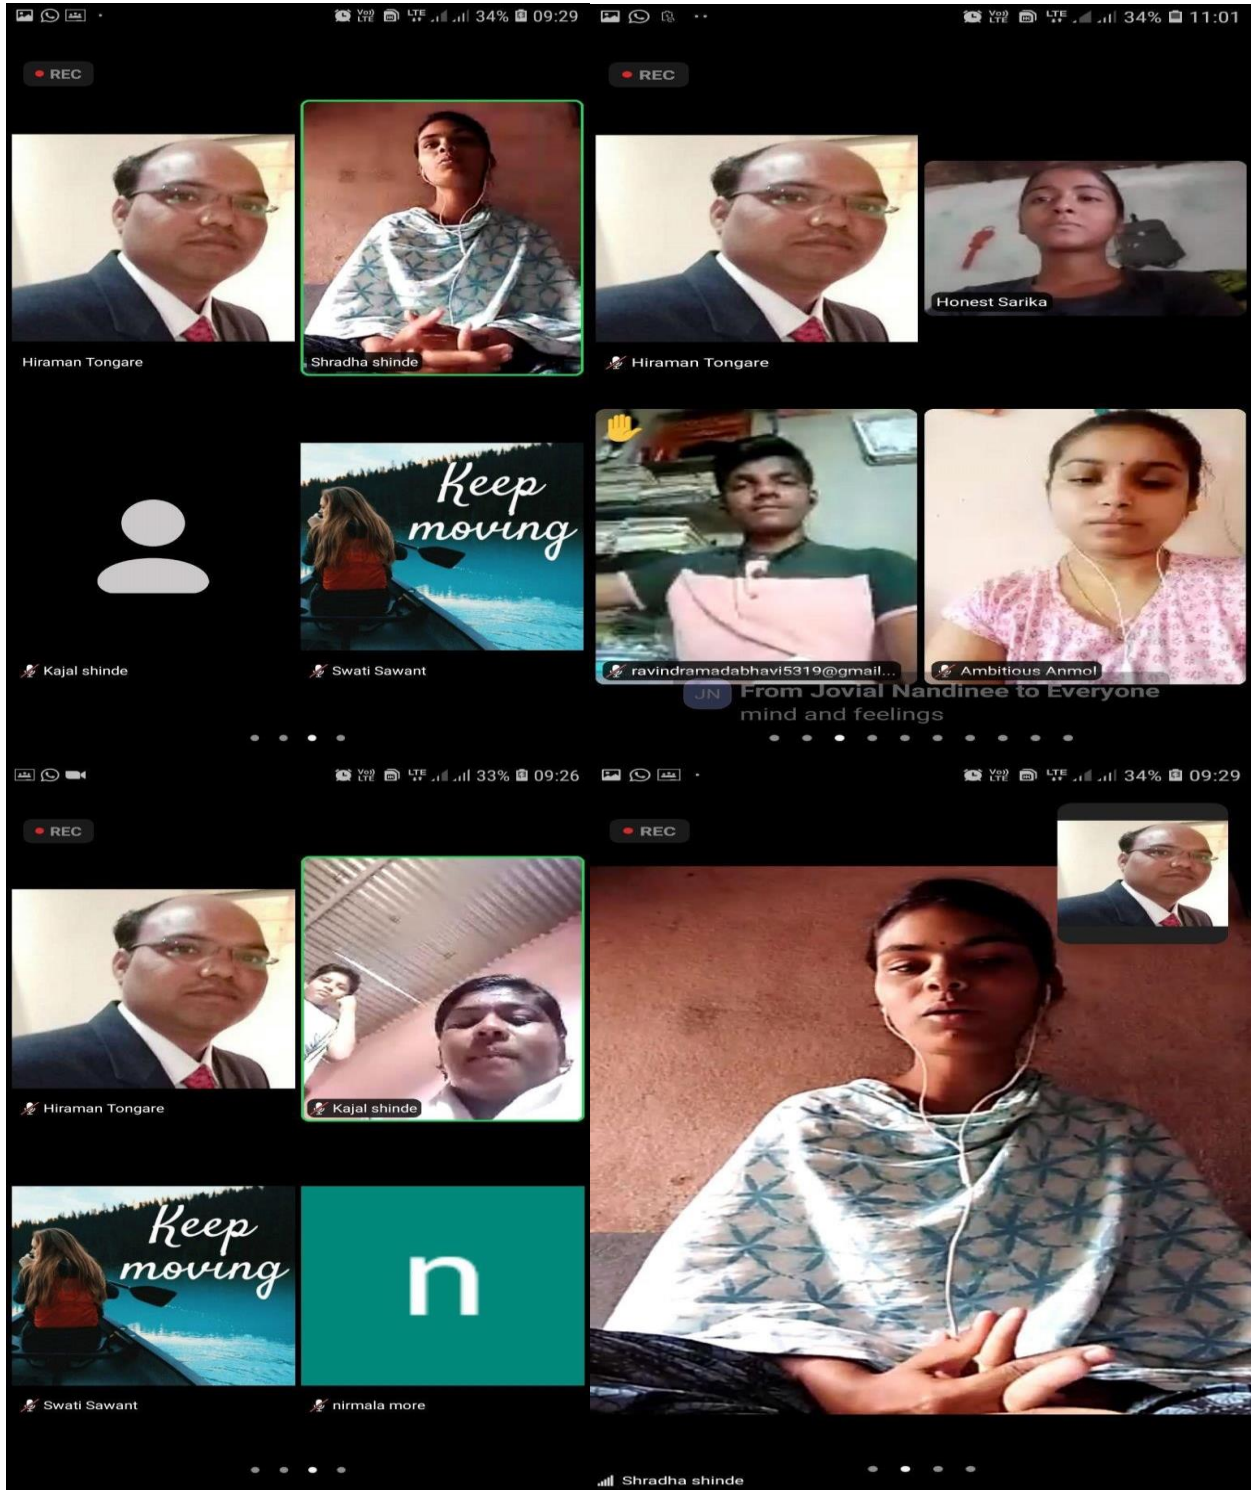 34% 09:29
REC
Hiraman Tongare
Shradha shinde
Keep
moving
Kajal shinde
Swati Sawant
LTE 34% 11:01
REC
Hiraman Tongare
Honest Sarika
ravindramadabhavi5319@gmail...
Ambitious Anmol
JN From Jovial Nandinee to Everyone
mind and feelings
33% 09:26
REC
Hiraman Tongare
Kajal shinde
Keep
moving
n
Swati Sawant
nirmala more
34% 09:29
REC
Shradha shinde